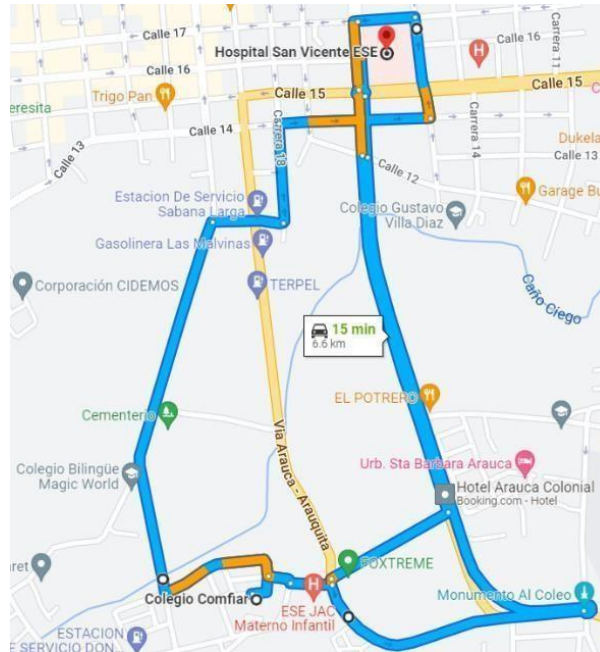 Calle 17
Carrera 11
Calle 16
Hospital San Vicente ESE
Calle 16
H
Calle 15
Calle 15
eresita
Trigo Pan
Calle 14
Carrera 14
Dukela
Calle 13
Calle 13
Carrera 18
Calle 12
Garage Bu
Estacion De Servicio
Sabana Larga
Colegio Gustavo
Villa Diaz
Gasolinera Las Malvinas
TERPEL
Corporación CIDEMOS
Caño Ciego
15 min
6.6 km
EL POTRERO
Cementerio
Vía Arauca - Arauquita
Urb. Sta Barbara Arauca
Colegio Bilingüe
Magic World
Hotel Arauca Colonial
Booking.com - Hotel
aret
FOXTREME
Colegio Comfiar
H
ESE JAC
Materno Infantil
Monumento Al Coleo
ESTACION
E SERVICIO DON...